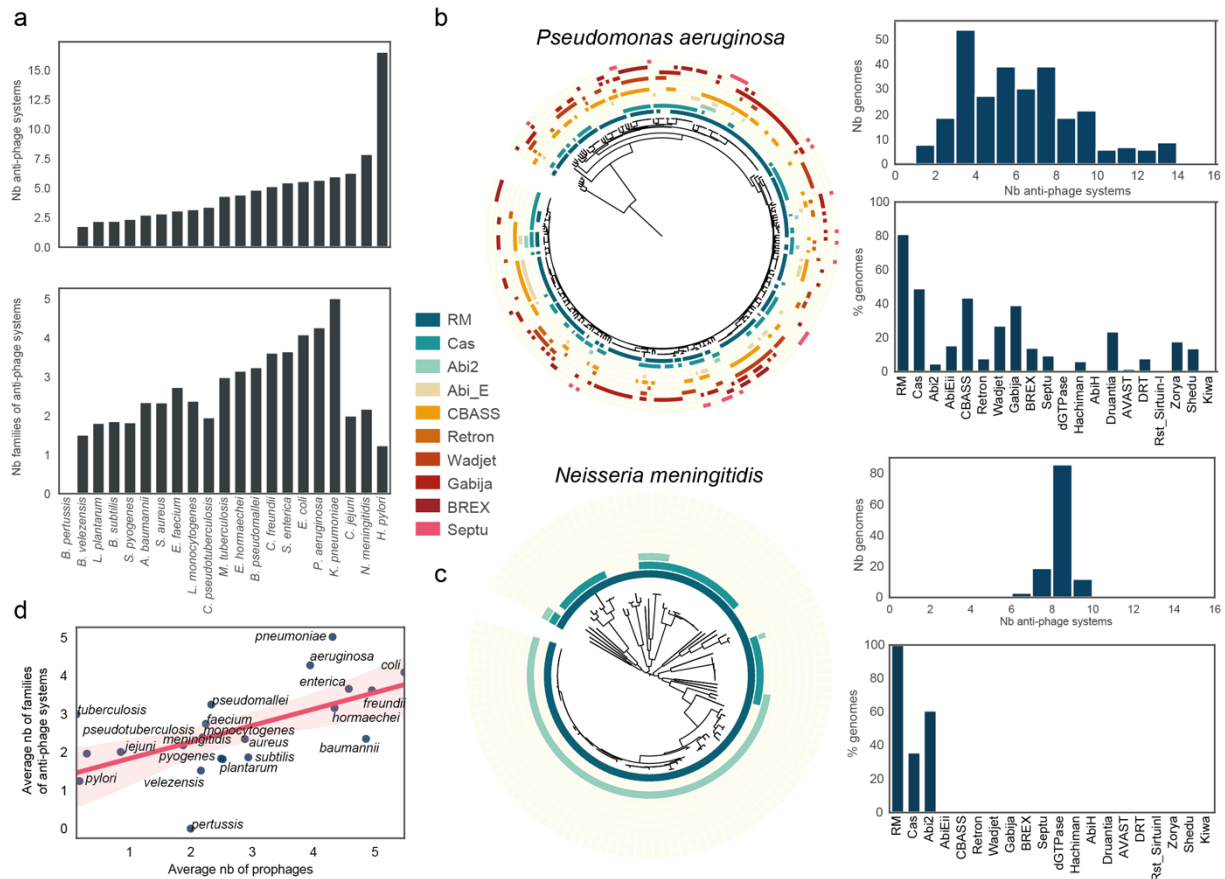 a
Nb anti-phage systems
15.0
12.5
10.0
7.5
5.0
2.5
0.0
Nb families of anti-phage systems
5
4
3
2
1
0
B. pertussis
B. velezensis
L. plantarum
B. subtilis
S. pyogenes
A. baumannii
S. aureus
E. faecium
L. monocytogenes
C. pseudotuberculosis
M. tuberculosis
E. hormaechei
B. pseudomallei
C. freundii
S. enterica
E. coli
P. aeruginosa
K. pneumoniae
C. jejuni
N. meningitidis
H. pylori
b
Pseudomonas aeruginosa
RM
Cas
Abi2
Abi_E
CBASS
Retron
Wadjet
Gabija
BREX
Septu
Nb genomes
50
40
30
20
10
0
0 2 4 6 8 10 12 14 16
Nb anti-phage systems
% genomes
100
80
60
40
20
0
RM
Cas
Abi2
AbiEii
CBASS
Retron
Wadjet
Gabija
BREX
Septu
dGTPase
Hachiman
AbiH
Druantia
AVAST
DRT
Rst_Sirtuin-I
Zorya
Shedu
Kiwa
Neisseria meningitidis
c
Nb genomes
80
60
40
20
0
0 2 4 6 8 10 12 14 16
Nb anti-phage systems
% genomes
100
80
60
40
20
0
RM
Cas
Abi2
AbiEii
CBASS
Retron
Wadjet
Gabija
BREX
Septu
dGTPase
Hachiman
AbiH
Druantia
AVAST
DRT
Rst_SirtuinI
Zorya
Shedu
Kiwa
d
Average nb of families
of anti-phage systems
5
4
3
2
1
0
pneumoniae
aeruginosa
coli
enterica
freundii
tuberculosis
pseudomallei
faecium
hormaechei
pseudotuberculosis
monocytogenes
meningitidis
aureus
baumannii
jejuni
pyogenes
subtilis
plantarum
pylori
velezensis
pertussis
1 2 3 4 5
Average nb of prophages